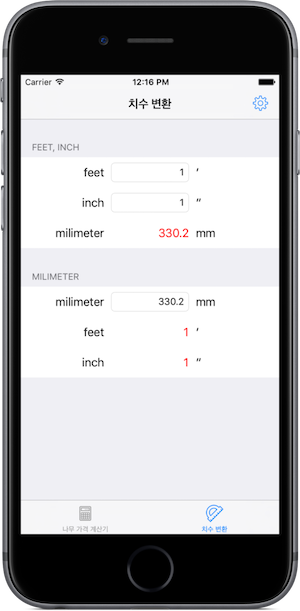 Carrier 12:16 PM
치수 변환
FEET, INCH
feet 1 ′
inch 1 ″
milimeter 330.2 mm
MILIMETER
milimeter 330.2 mm
feet 1 ′
inch 1 ″
나무 가격 계산기 치수 변환